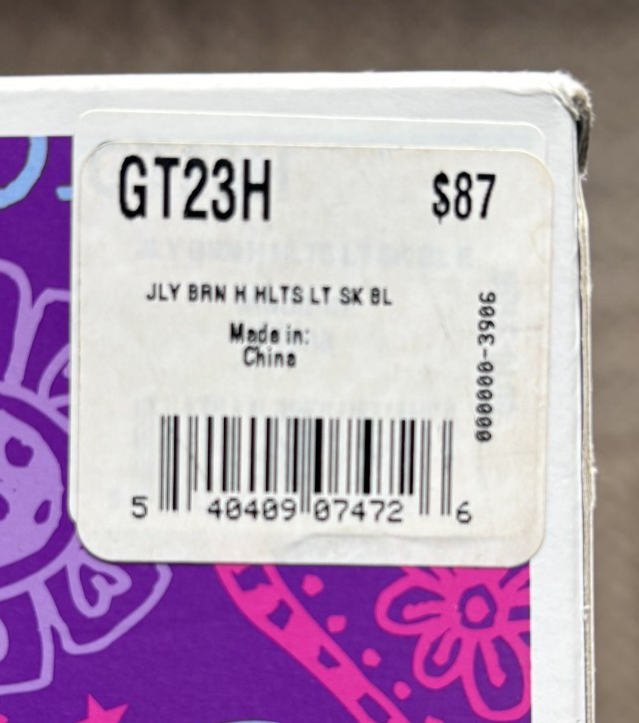 GT23H
$87
JLY BRN H HLTS LT SK BL
Made in:
China
000000-3906
5 40409 07472 6